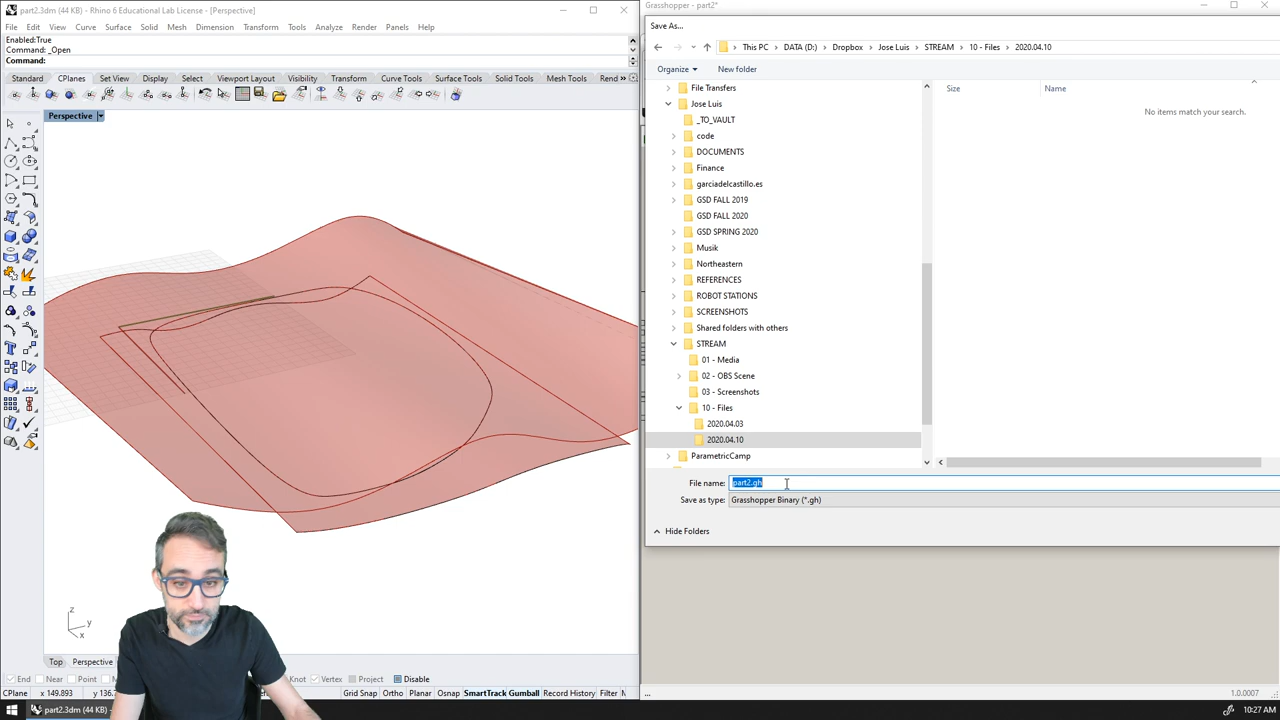 part2.3dm (44 KB) - Rhino 6 Educational Lab License - [Perspective]
File Edit View Curve Surface Solid Mesh Dimension Transform Tools Analyze Render Panels Help
Enabled:True
Command: _Open
Command:
Standard CPlanes Set View Display Select Viewport Layout Visibility Transform Curve Tools Surface Tools Solid Tools Mesh Tools Rend »
Perspective
z
y
x
Top Perspective
End Near Point Knot Vertex Project Disable
CPlane x 149.893 y 136. Grid Snap Ortho Planar Osnap SmartTrack Gumball Record History Filter
part2.3dm (44 KB) -
Grasshopper - part2*
Save As...
This PC > DATA (D:) > Dropbox > Jose Luis > STREAM > 10 - Files > 2020.04.10
Organize New folder
File Transfers
Jose Luis
_TO_VAULT
code
DOCUMENTS
Finance
garciadelcastillo.es
GSD FALL 2019
GSD FALL 2020
GSD SPRING 2020
Musik
Northeastern
REFERENCES
ROBOT STATIONS
SCREENSHOTS
Shared folders with others
STREAM
01 - Media
02 - OBS Scene
03 - Screenshots
10 - Files
2020.04.03
2020.04.10
ParametricCamp
Size Name
No items match your search.
File name: part2.gh
Save as type: Grasshopper Binary (*.gh)
Hide Folders
...
1.0.0007
10:27 AM